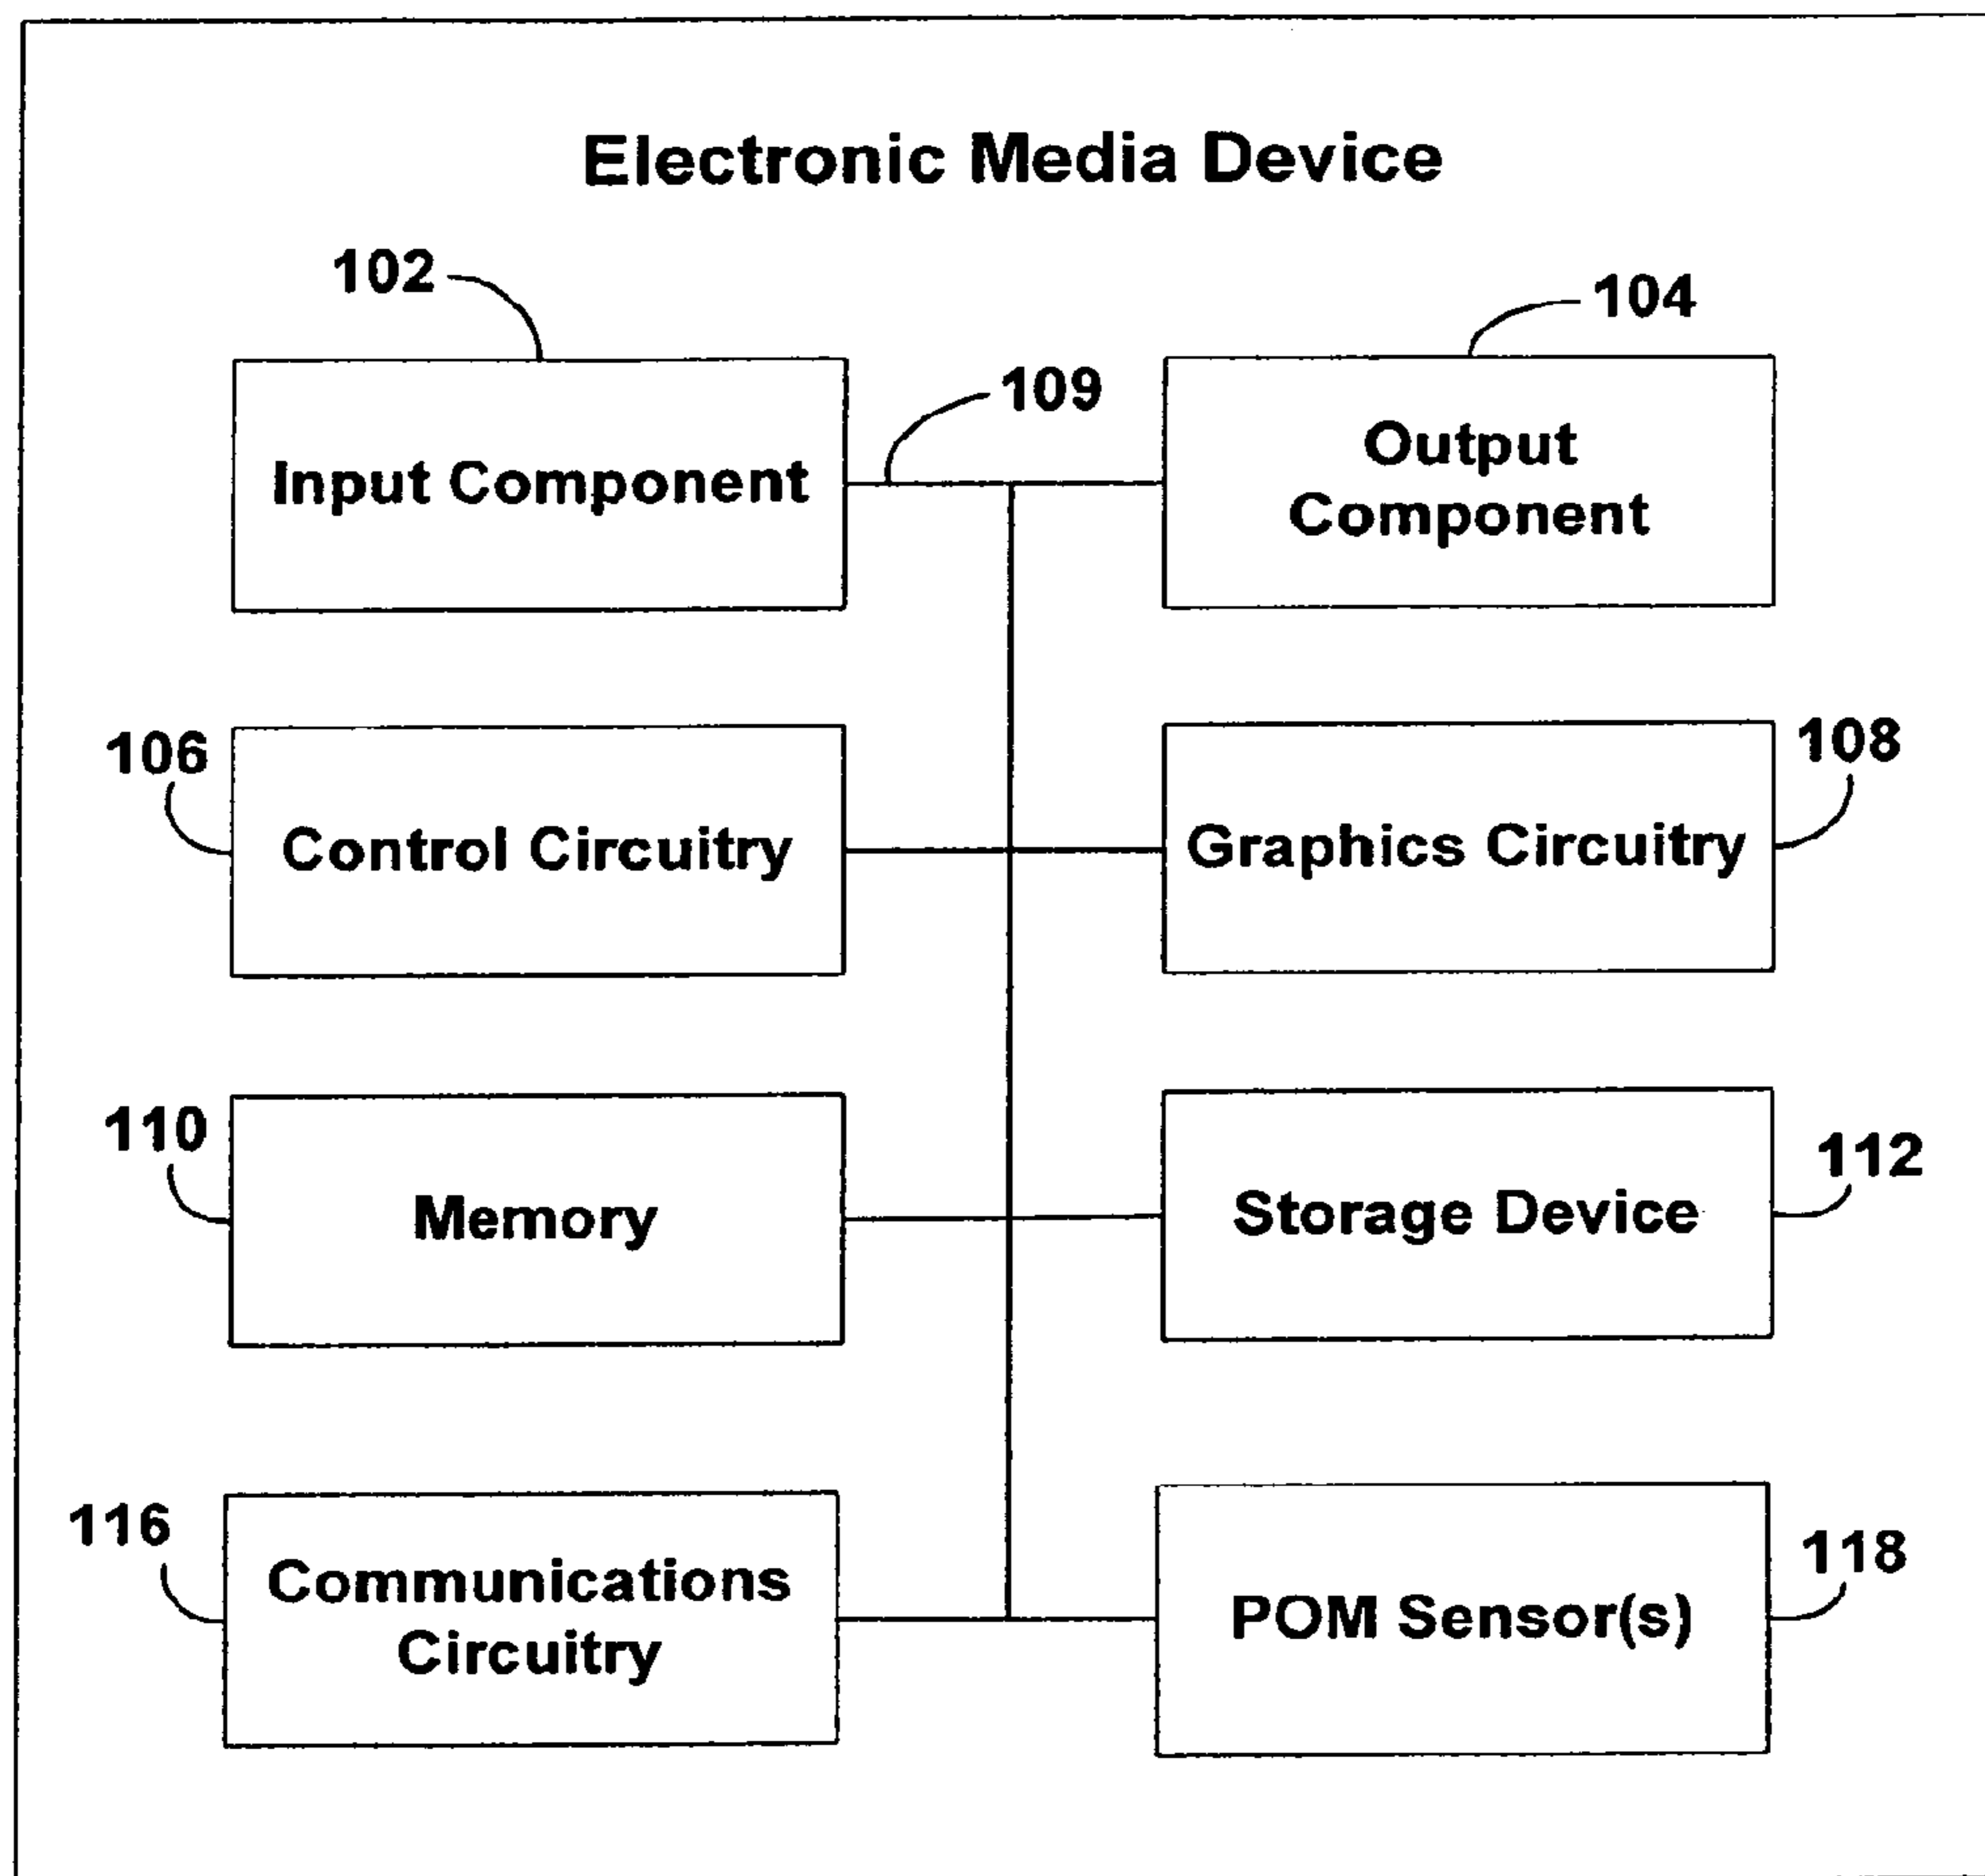 Electronic Media Device
102
104
109
Input Component
Output
Component
106
108
Control Circuitry
Graphics Circuitry
110
112
Memory
Storage Device
116
118
Communications
Circuitry
POM Sensor(s)